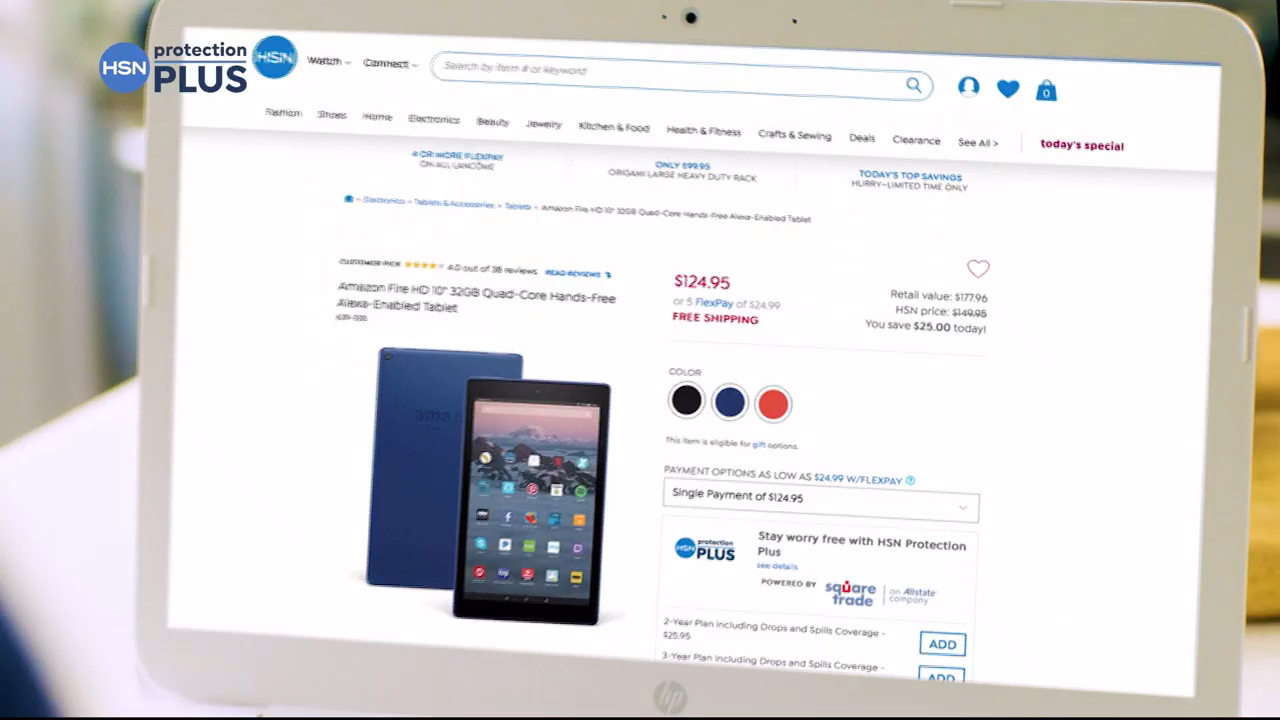 HSN protection PLUS
HSN Watch Connect Search by item # or keyword
0
Fashion Shoes Home Electronics Beauty Jewelry Kitchen & Food Health & Fitness Crafts & Sewing Deals Clearance See All > today's special
4 OR MORE FLEXPAY
ON ALL LANCOME
ONLY $99.95
ORIGAMI LARGE HEAVY DUTY RACK
TODAY'S TOP SAVINGS
HURRY-LIMITED TIME ONLY
Electronics Tablets & Accessories Tablets Amazon Fire HD 10" 32GB Quad-Core Hands-Free Alexa-Enabled Tablet
CUSTOMER PICK 4.0 out of 38 reviews READ REVIEWS
Amazon Fire HD 10" 32GB Quad-Core Hands-Free
Alexa-Enabled Tablet
$124.95
or 5 FlexPay of $24.99
FREE SHIPPING
Retail value: $177.96
HSN price: $149.95
You save $25.00 today!
COLOR
This item is eligible for gift options.
PAYMENT OPTIONS AS LOW AS $24.99 W/FLEXPAY ?
Single Payment of $124.95
HSN protection PLUS
Stay worry free with HSN Protection
Plus
see details
POWERED BY square trade an Allstate company
2-Year Plan Including Drops and Spills Coverage -
$25.95
ADD
3-Year Plan Including Drops and Spills Coverage -
ADD
hp